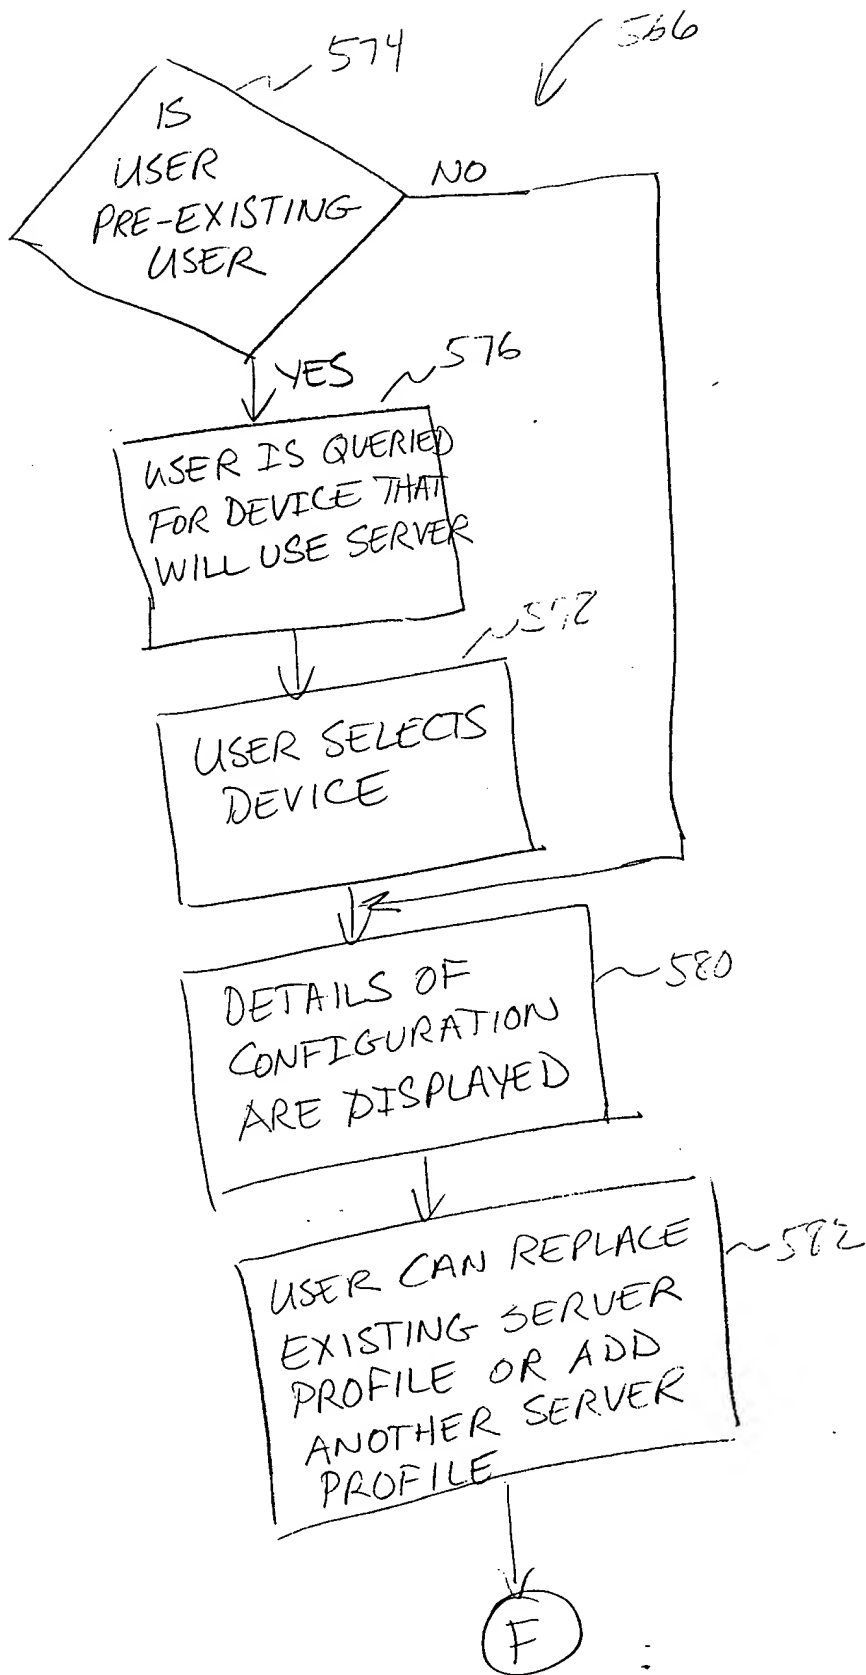 574
566
IS
USER
PRE-EXISTING
USER
NO
YES
576
USER IS QUERIED
FOR DEVICE THAT
WILL USE SERVER
USER SELECTS
DEVICE
DETAILS OF
CONFIGURATION
ARE DISPLAYED
580
USER CAN REPLACE
EXISTING SERVER
PROFILE OR ADD
ANOTHER SERVER
PROFILE
582
F